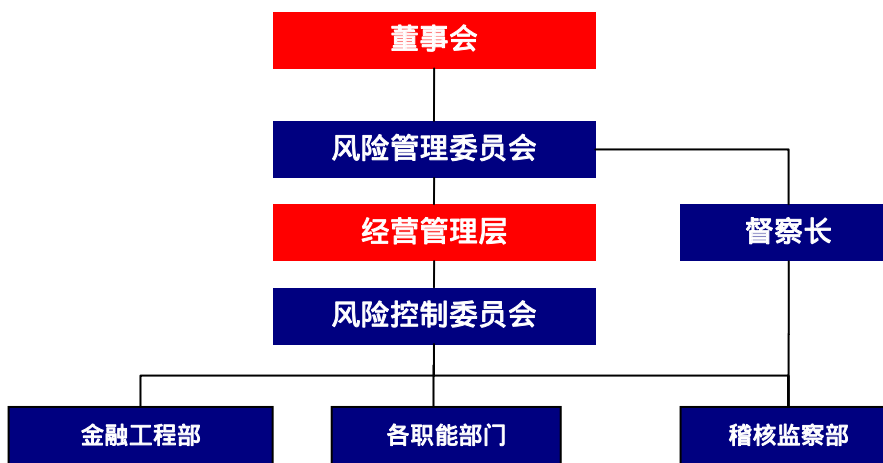 董事会
风险管理委员会
经营管理层
督察长
风险控制委员会
金融工程部
各职能部门
稽核监察部